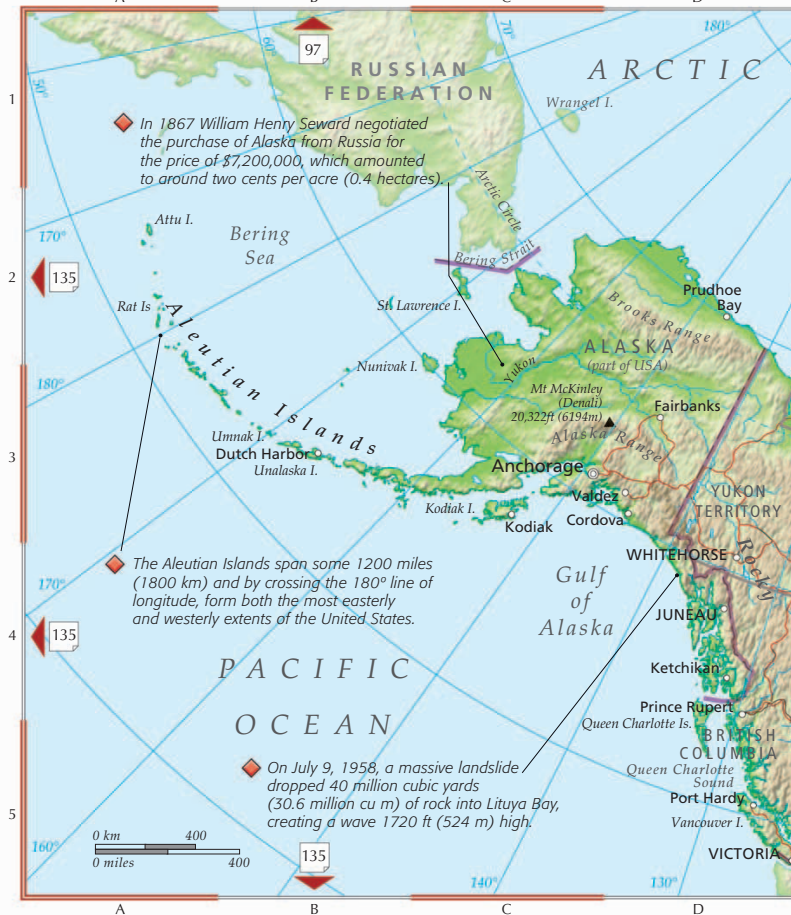 A
B
C
D
97
60°
70°
180°
50°
RUSSIAN
FEDERATION
ARCTIC
1
Wrangel I.
In 1867 William Henry Seward negotiated
the purchase of Alaska from Russia for
the price of $7,200,000, which amounted
to around two cents per acre (0.4 hectares).
Arctic Circle
Attu I.
170°
Bering
Sea
Bering Strait
2
135
Prudhoe
Bay
Rat Is
St. Lawrence I.
Brooks Range
Aleutian Islands
ALASKA
(part of USA)
Nunivak I.
Yukon
180°
Mt McKinley
(Denali)
20,322ft (6194m)
Fairbanks
Alaska Range
Umnak I.
Dutch Harbor
Unalaska I.
3
Anchorage
Valdez
YUKON
TERRITORY
Kodiak I.
Kodiak
Cordova
WHITEHORSE
Rocky
The Aleutian Islands span some 1200 miles
(1800 km) and by crossing the 180º line of
longitude, form both the most easterly
and westerly extents of the United States.
170°
Gulf
of
Alaska
JUNEAU
4
135
PACIFIC
OCEAN
Ketchikan
Prince Rupert
Queen Charlotte Is.
BRITISH
COLUMBIA
Queen Charlotte
Sound
On July 9, 1958, a massive landslide
dropped 40 million cubic yards
(30.6 million cu m) of rock into Lituya Bay,
creating a wave 1720 ft (524 m) high.
Port Hardy
Vancouver I.
5
0 km 400
0 miles 400
VICTORIA
160°
135
140°
130°
A
B
C
D